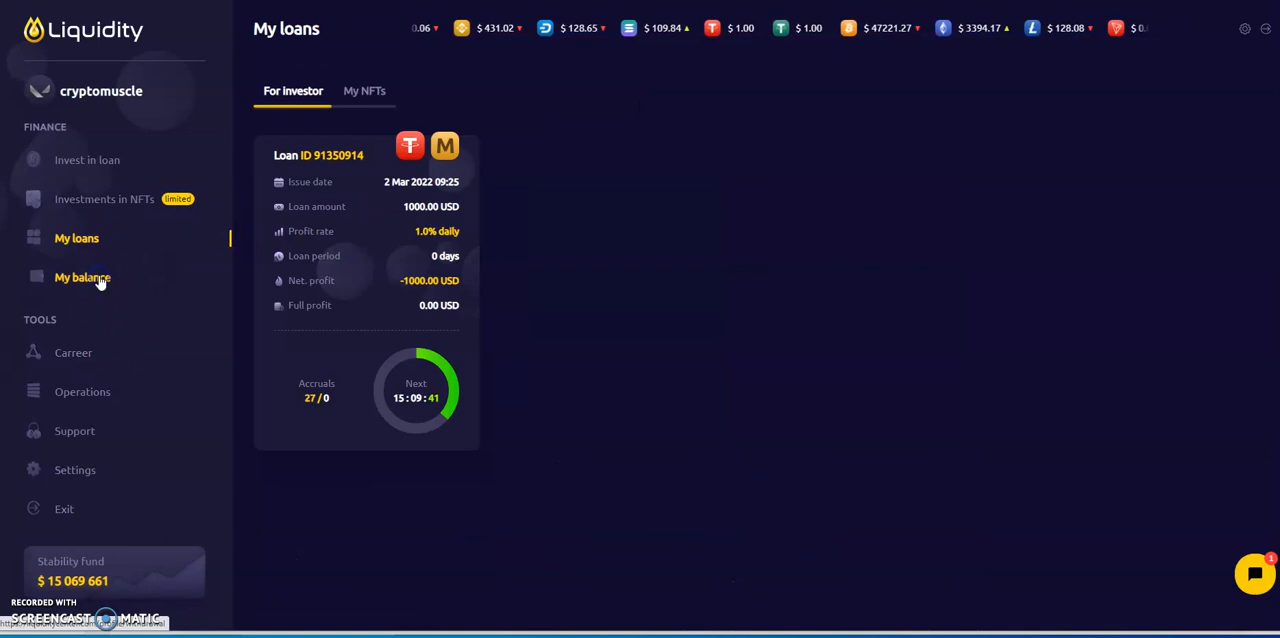 Liquidity
My loans
0.06 $ 431.02 $ 128.65 $ 109.84 $ 1.00 $ 1.00 $ 47221.27 $ 3394.17 $ 128.08
cryptomuscle
FINANCE
Invest in loan
Investments in NFTs limited
My loans
My balance
TOOLS
Carreer
Operations
Support
Settings
Exit
Stability fund
$ 15 069 661
RECORDED WITH
SCREENCAST MATIC
For investor My NFTs
Loan ID 91350914
T M
Issue date 2 Mar 2022 09:25
Loan amount 1000.00 USD
Profit rate 1.0% daily
Loan period 0 days
Net. profit -1000.00 USD
Full profit 0.00 USD
Accruals
27 / 0
Next
15 : 09 : 41
1